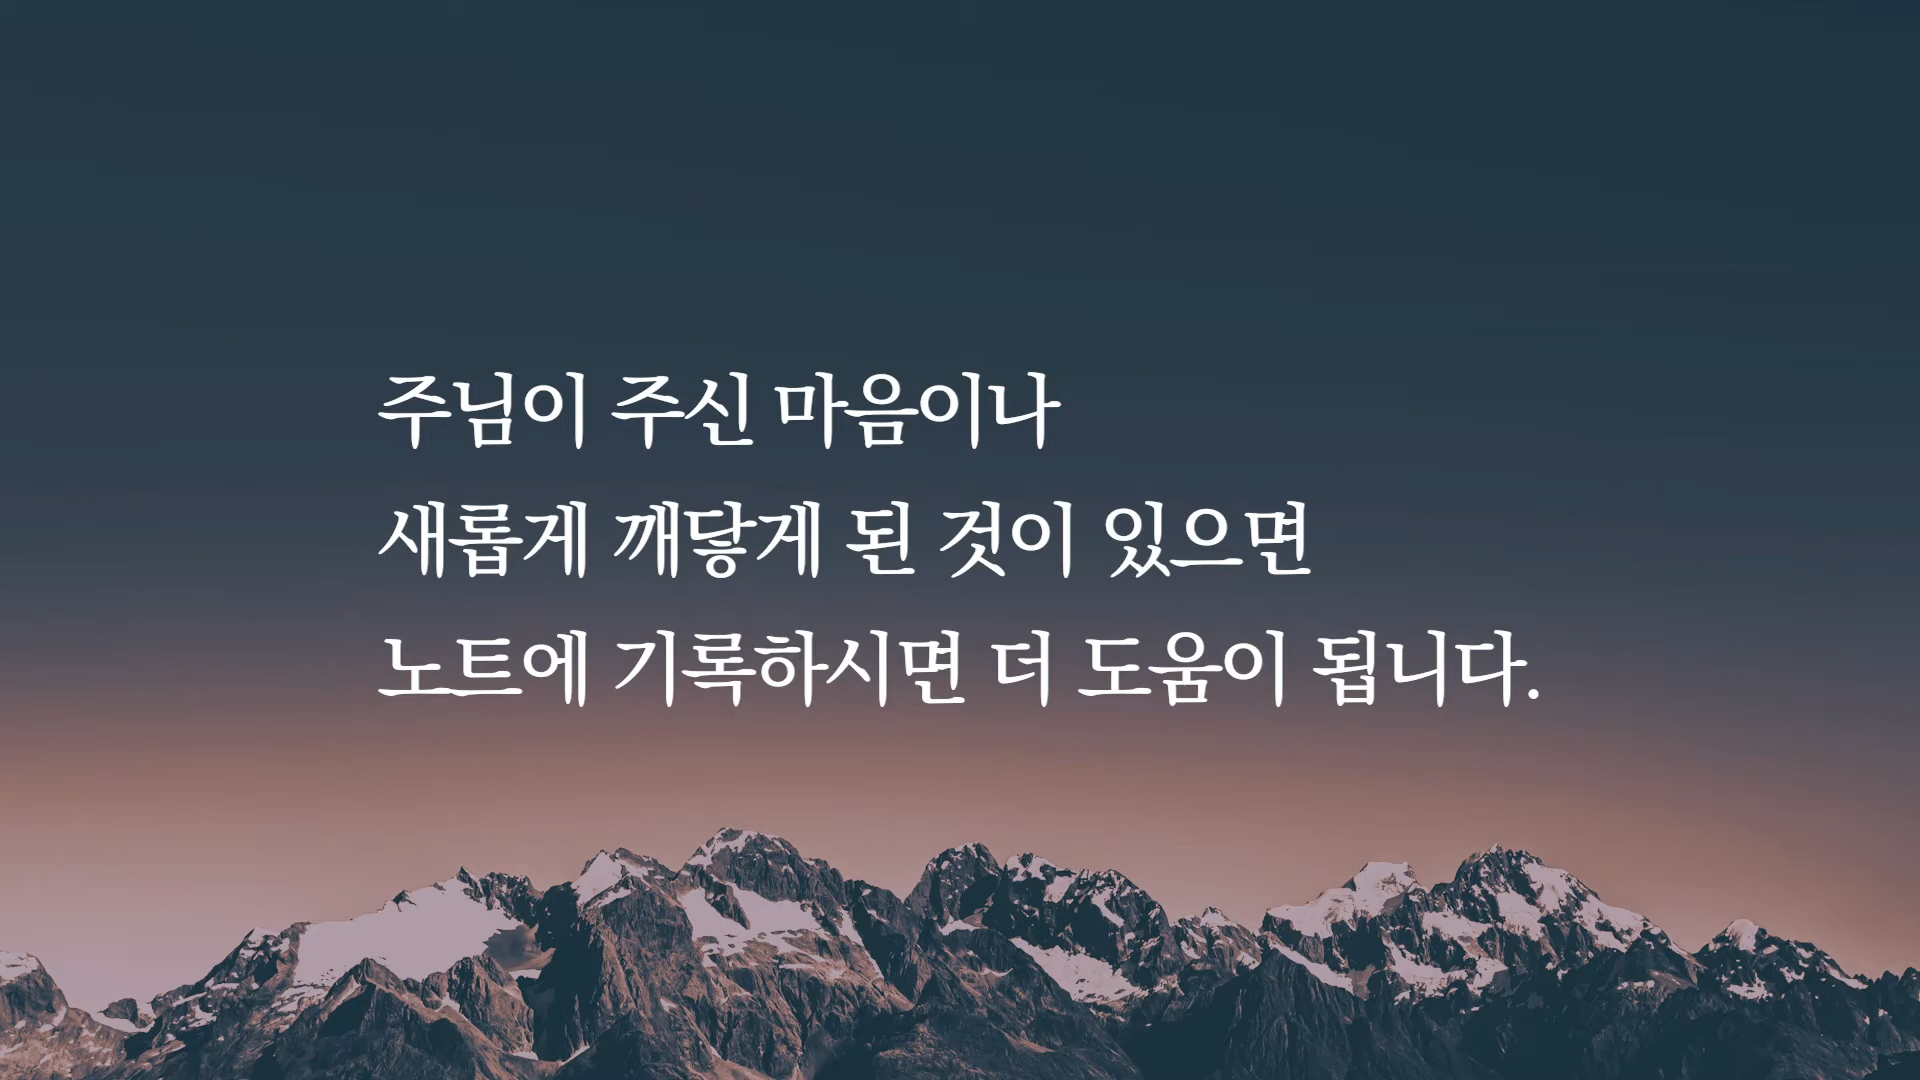 주님이 주신 마음이나
새롭게 깨닿게 된 것이 있으면
노트에 기록하시면 더 도움이 됩니다.